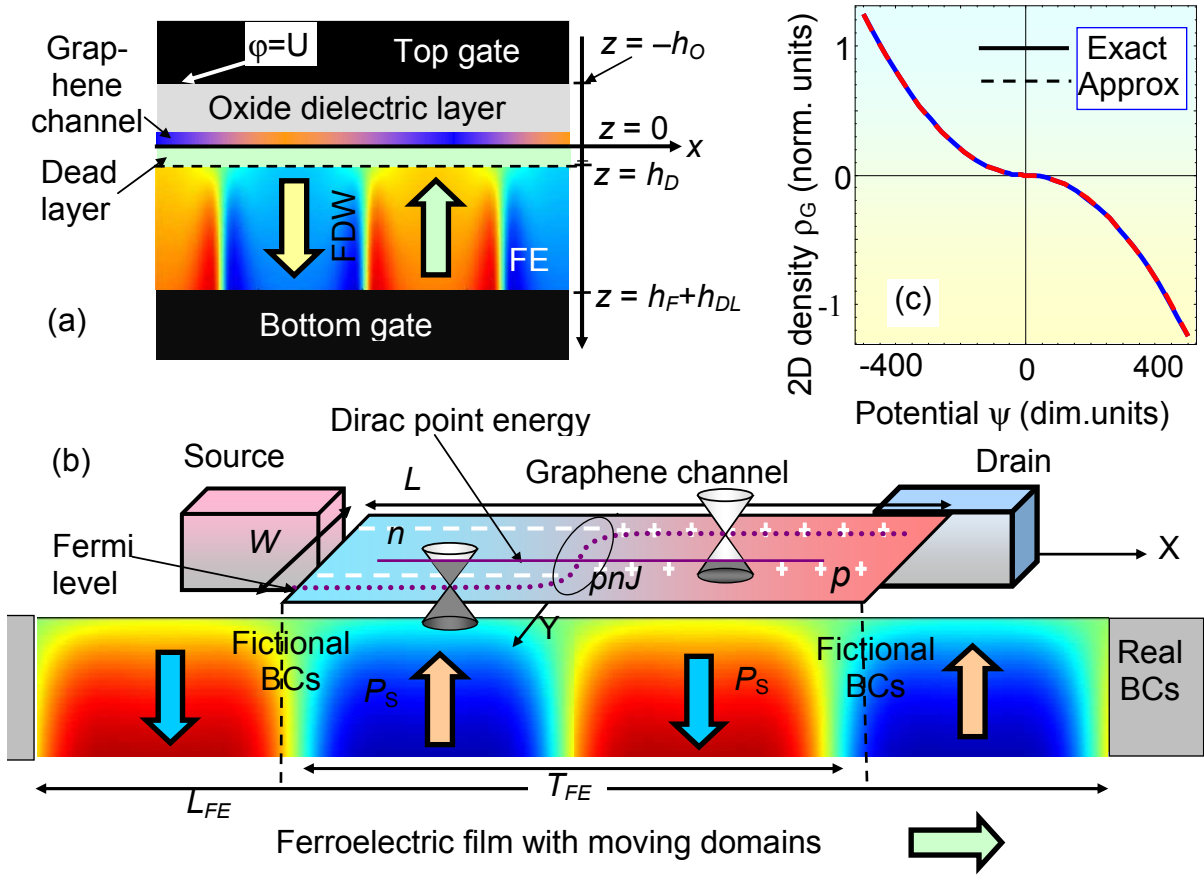 Gra-
phene
channel
Dead
layer
(a)
φ=U
Top gate
Oxide dielectric layer
FDW
FE
Bottom gate
z = –hO
z = 0
x
z = hD
z = hF+hDL
2D density ρG (norm. units)
1
0
-1
Exact
Approx
(c)
-400
0
400
Potential ψ (dim.units)
(b)
Dirac point energy
Source
L
Graphene channel
Drain
W
Fermi
level
n
pnJ
p
X
Y
Fictional
BCs
PS
PS
Fictional
BCs
Real
BCs
LFE
TFE
Ferroelectric film with moving domains